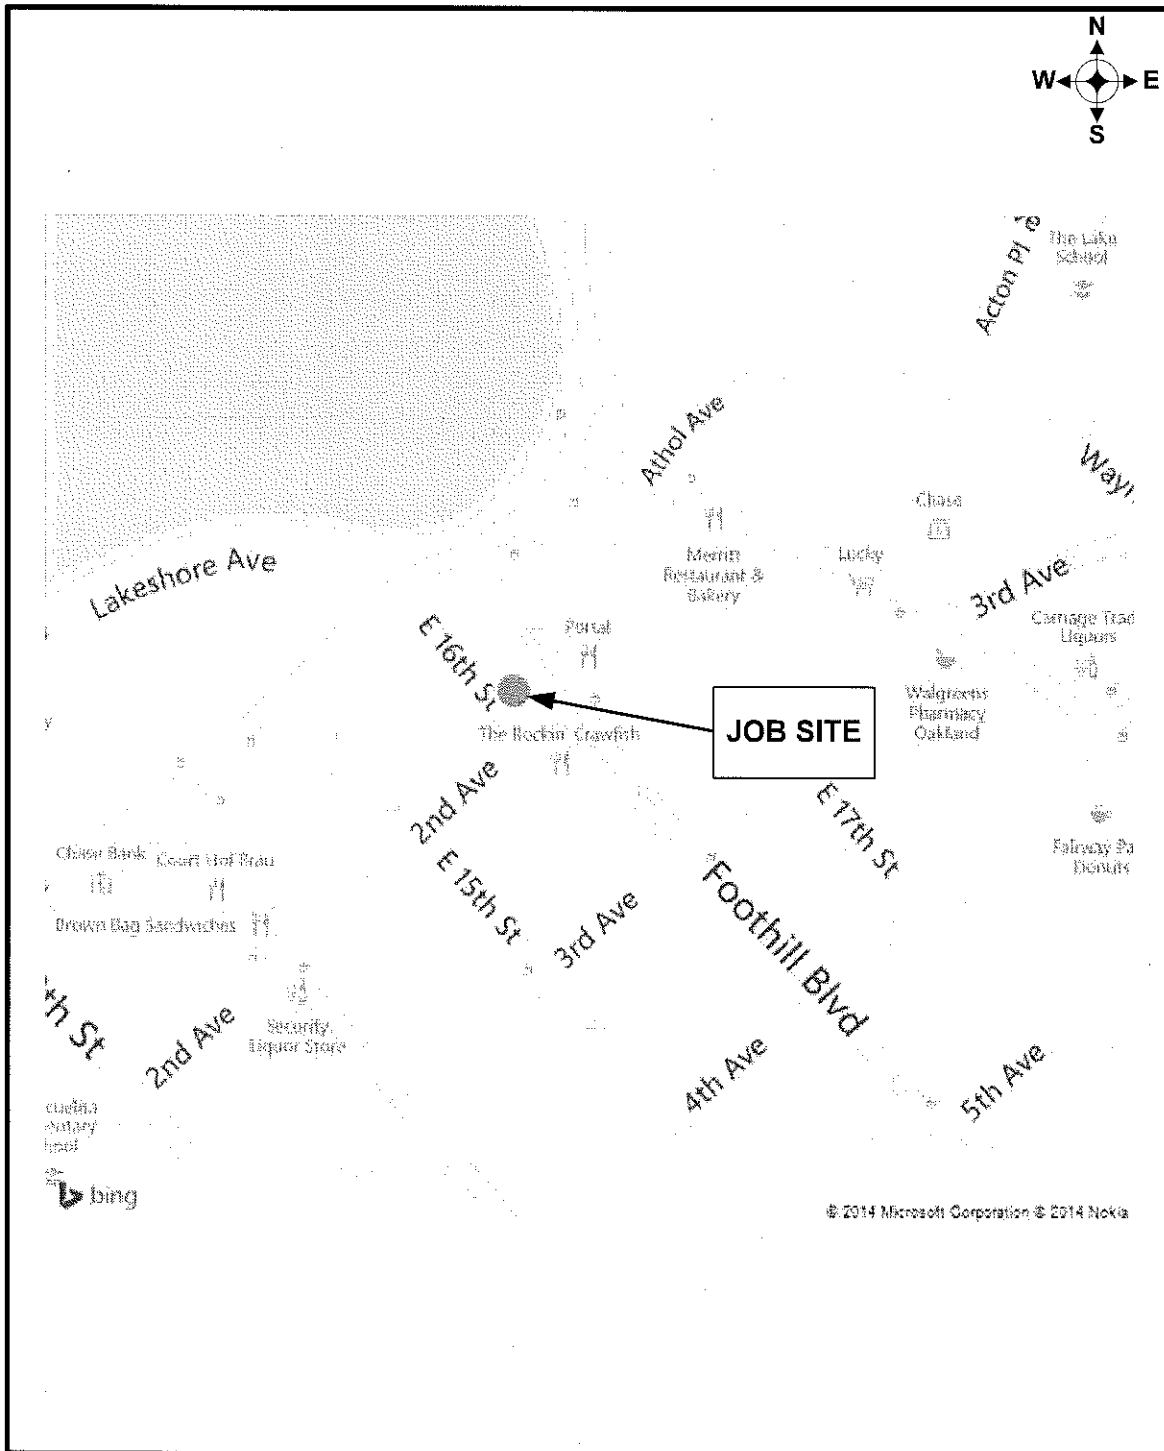 N
W E
S
Acton Pl
The Lake
School
Athol Ave
Chase
Merritt
Restaurant &
Bakery
Lucky
3rd Ave
Lakeshore Ave
E 16th St
Portal
Carriage Trad
Liquors
Walgreens
Pharmacy
Oakland
JOB SITE
The Rockin' Crawfish
2nd Ave
E 17th St
Fairway Pa
Donuts
Chase Bank
Court Hof Brau
E 15th St
Foothill Blvd
Brown Bag Sandwiches
3rd Ave
Security
Liquor Store
th St
2nd Ave
4th Ave
5th Ave
bing
© 2014 Microsoft Corporation © 2014 Nokia